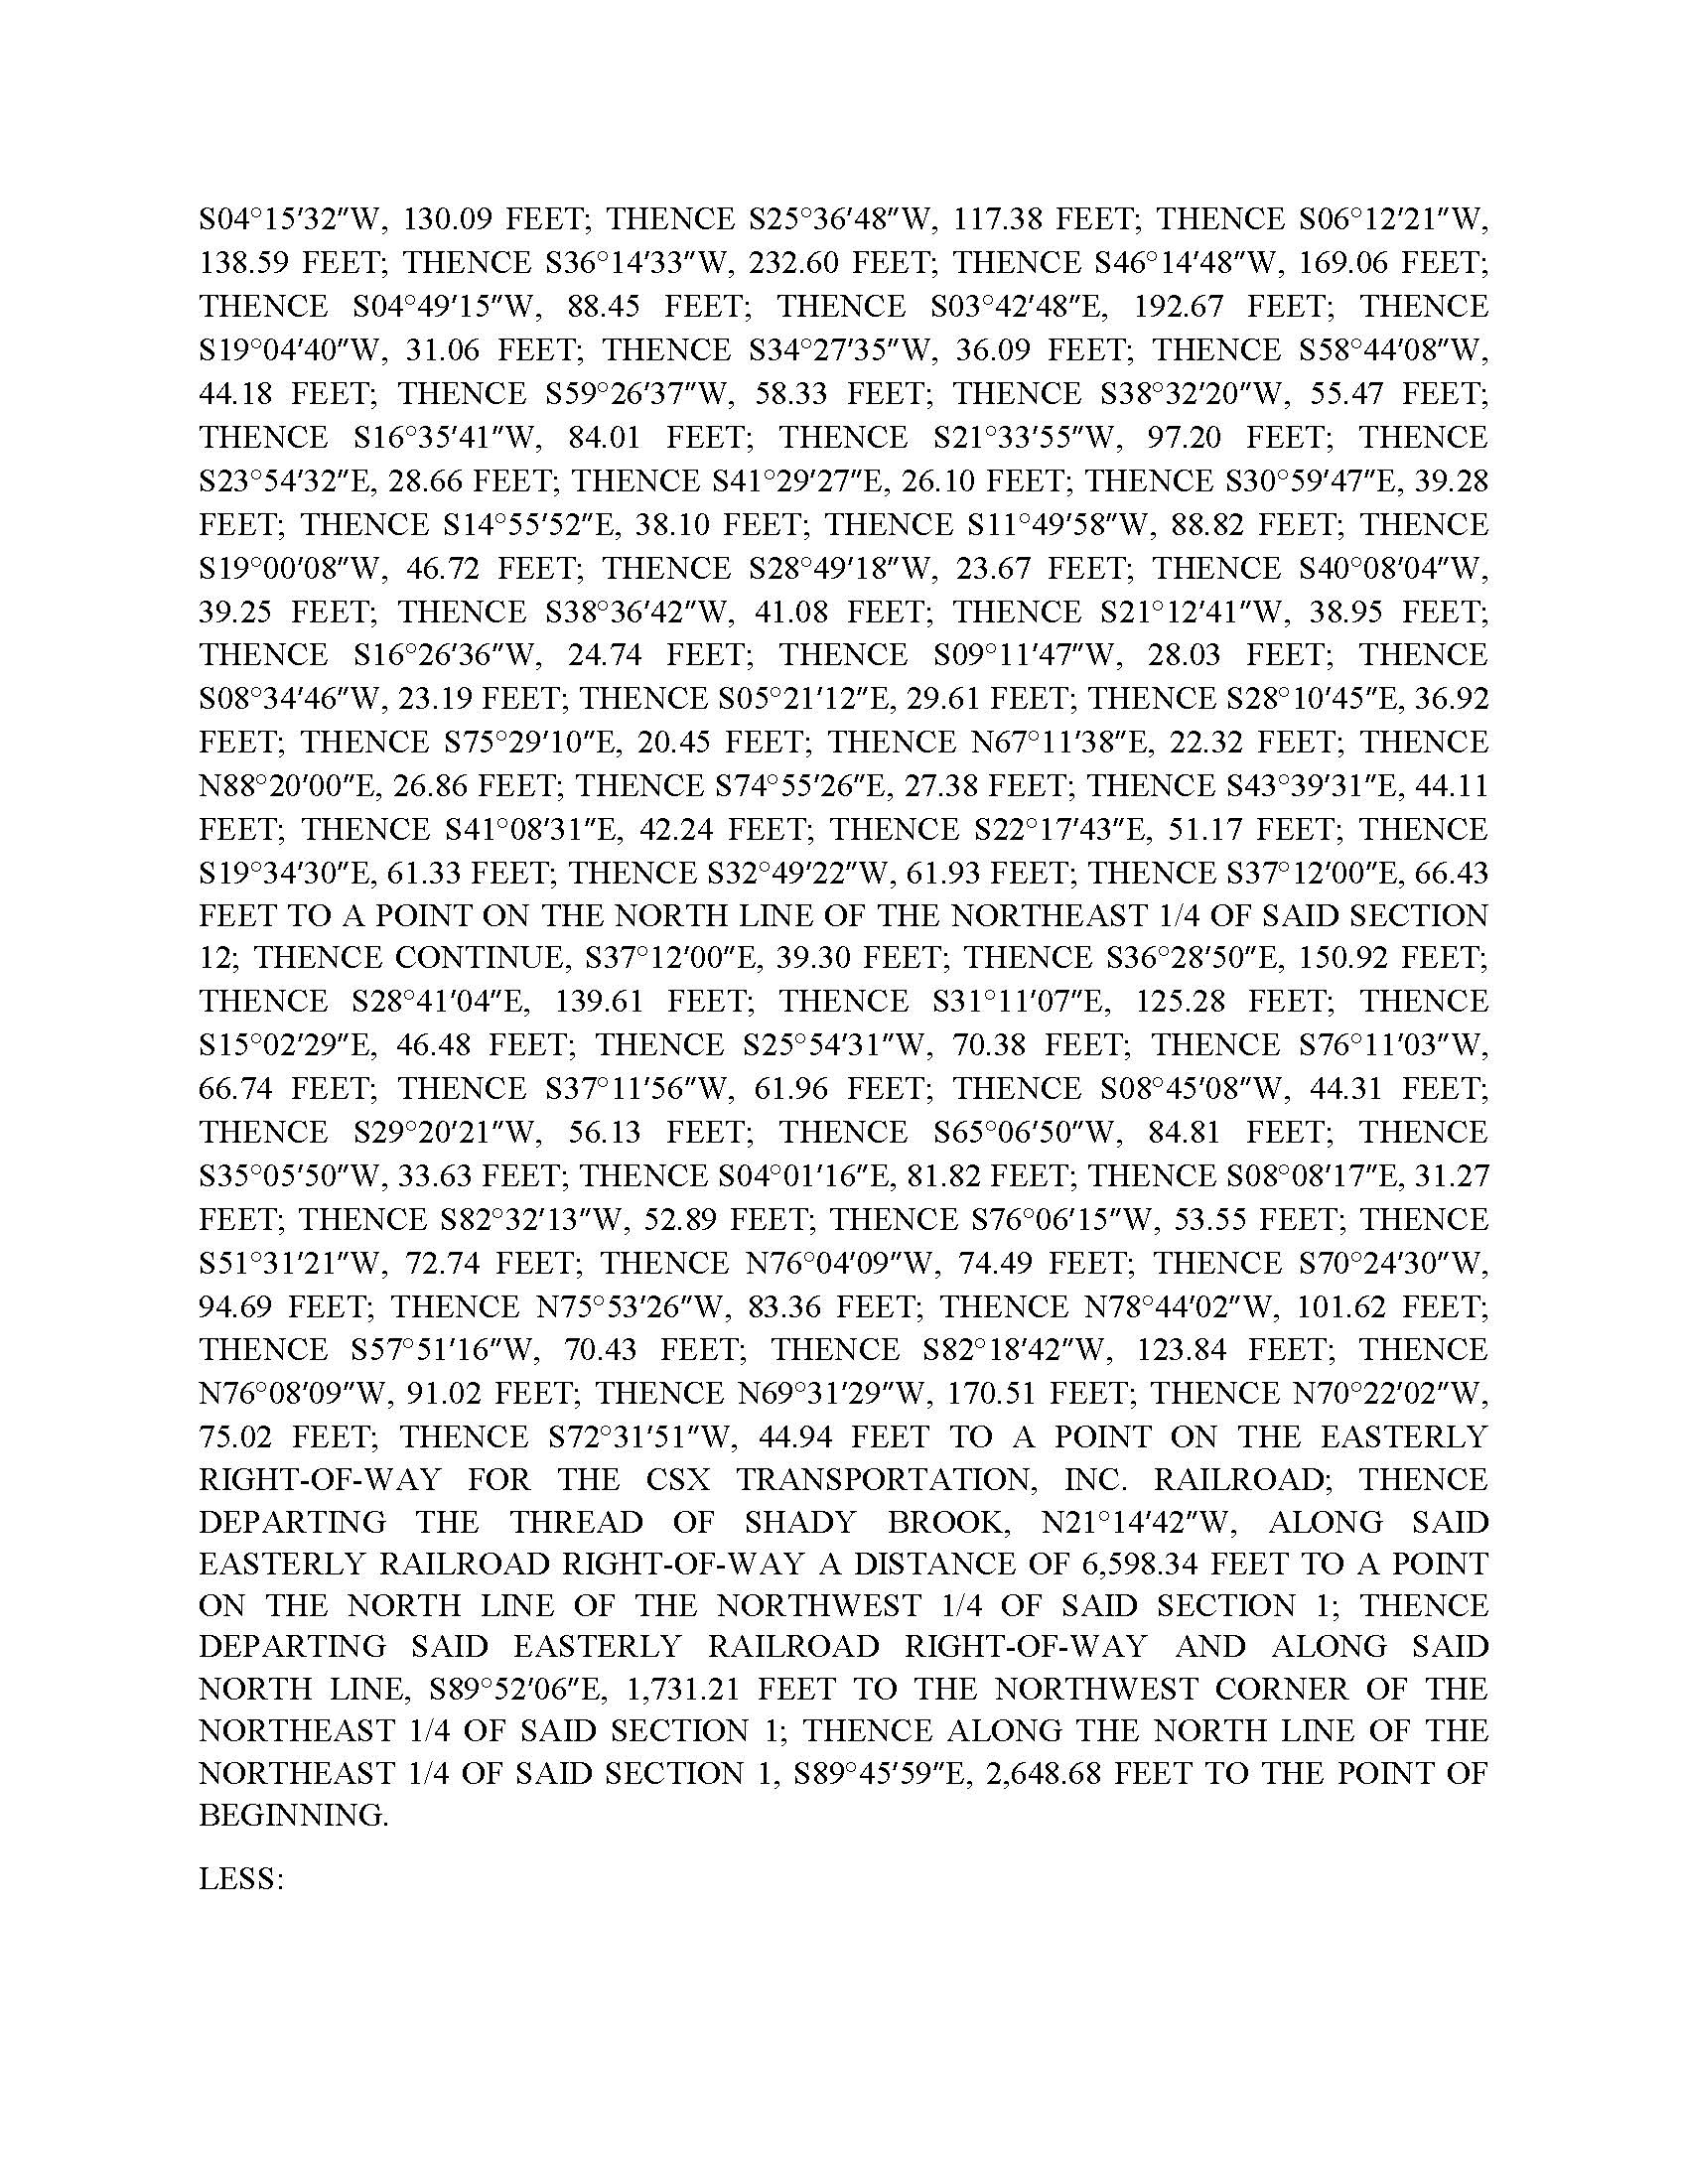 S04°15′32″W, 130.09 FEET; THENCE S25°36′48″W, 117.38 FEET; THENCE S06°12′21″W,
138.59 FEET; THENCE S36°14′33″W, 232.60 FEET; THENCE S46°14′48″W, 169.06 FEET;
THENCE S04°49′15″W, 88.45 FEET; THENCE S03°42′48″E, 192.67 FEET; THENCE
S19°04′40″W, 31.06 FEET; THENCE S34°27′35″W, 36.09 FEET; THENCE S58°44′08″W,
44.18 FEET; THENCE S59°26′37″W, 58.33 FEET; THENCE S38°32′20″W, 55.47 FEET;
THENCE S16°35′41″W, 84.01 FEET; THENCE S21°33′55″W, 97.20 FEET; THENCE
S23°54′32″E, 28.66 FEET; THENCE S41°29′27″E, 26.10 FEET; THENCE S30°59′47″E, 39.28
FEET; THENCE S14°55′52″E, 38.10 FEET; THENCE S11°49′58″W, 88.82 FEET; THENCE
S19°00′08″W, 46.72 FEET; THENCE S28°49′18″W, 23.67 FEET; THENCE S40°08′04″W,
39.25 FEET; THENCE S38°36′42″W, 41.08 FEET; THENCE S21°12′41″W, 38.95 FEET;
THENCE S16°26′36″W, 24.74 FEET; THENCE S09°11′47″W, 28.03 FEET; THENCE
S08°34′46″W, 23.19 FEET; THENCE S05°21′12″E, 29.61 FEET; THENCE S28°10′45″E, 36.92
FEET; THENCE S75°29′10″E, 20.45 FEET; THENCE N67°11′38″E, 22.32 FEET; THENCE
N88°20′00″E, 26.86 FEET; THENCE S74°55′26″E, 27.38 FEET; THENCE S43°39′31″E, 44.11
FEET; THENCE S41°08′31″E, 42.24 FEET; THENCE S22°17′43″E, 51.17 FEET; THENCE
S19°34′30″E, 61.33 FEET; THENCE S32°49′22″W, 61.93 FEET; THENCE S37°12′00″E, 66.43
FEET TO A POINT ON THE NORTH LINE OF THE NORTHEAST 1/4 OF SAID SECTION
12; THENCE CONTINUE, S37°12′00″E, 39.30 FEET; THENCE S36°28′50″E, 150.92 FEET;
THENCE S28°41′04″E, 139.61 FEET; THENCE S31°11′07″E, 125.28 FEET; THENCE
S15°02′29″E, 46.48 FEET; THENCE S25°54′31″W, 70.38 FEET; THENCE S76°11′03″W,
66.74 FEET; THENCE S37°11′56″W, 61.96 FEET; THENCE S08°45′08″W, 44.31 FEET;
THENCE S29°20′21″W, 56.13 FEET; THENCE S65°06′50″W, 84.81 FEET; THENCE
S35°05′50″W, 33.63 FEET; THENCE S04°01′16″E, 81.82 FEET; THENCE S08°08′17″E, 31.27
FEET; THENCE S82°32′13″W, 52.89 FEET; THENCE S76°06′15″W, 53.55 FEET; THENCE
S51°31′21″W, 72.74 FEET; THENCE N76°04′09″W, 74.49 FEET; THENCE S70°24′30″W,
94.69 FEET; THENCE N75°53′26″W, 83.36 FEET; THENCE N78°44′02″W, 101.62 FEET;
THENCE S57°51′16″W, 70.43 FEET; THENCE S82°18′42″W, 123.84 FEET; THENCE
N76°08′09″W, 91.02 FEET; THENCE N69°31′29″W, 170.51 FEET; THENCE N70°22′02″W,
75.02 FEET; THENCE S72°31′51″W, 44.94 FEET TO A POINT ON THE EASTERLY
RIGHT-OF-WAY FOR THE CSX TRANSPORTATION, INC. RAILROAD; THENCE
DEPARTING THE THREAD OF SHADY BROOK, N21°14′42″W, ALONG SAID
EASTERLY RAILROAD RIGHT-OF-WAY A DISTANCE OF 6,598.34 FEET TO A POINT
ON THE NORTH LINE OF THE NORTHWEST 1/4 OF SAID SECTION 1; THENCE
DEPARTING SAID EASTERLY RAILROAD RIGHT-OF-WAY AND ALONG SAID
NORTH LINE, S89°52′06″E, 1,731.21 FEET TO THE NORTHWEST CORNER OF THE
NORTHEAST 1/4 OF SAID SECTION 1; THENCE ALONG THE NORTH LINE OF THE
NORTHEAST 1/4 OF SAID SECTION 1, S89°45′59″E, 2,648.68 FEET TO THE POINT OF
BEGINNING.
LESS: